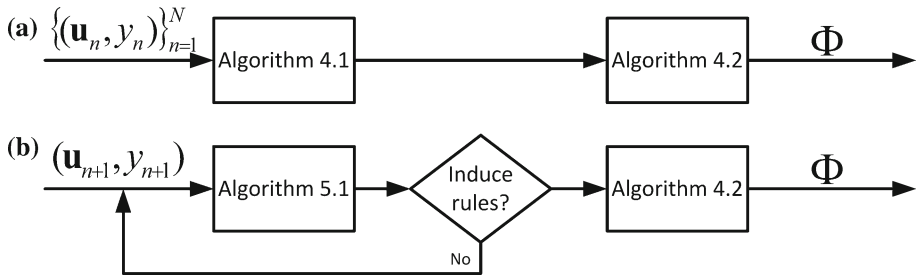 (a) {(u_n, y_n)}_{n=1}^N
Algorithm 4.1
Algorithm 4.2
Φ
(b) (u_{n+1}, y_{n+1})
Algorithm 5.1
Induce
rules?
Algorithm 4.2
Φ
No